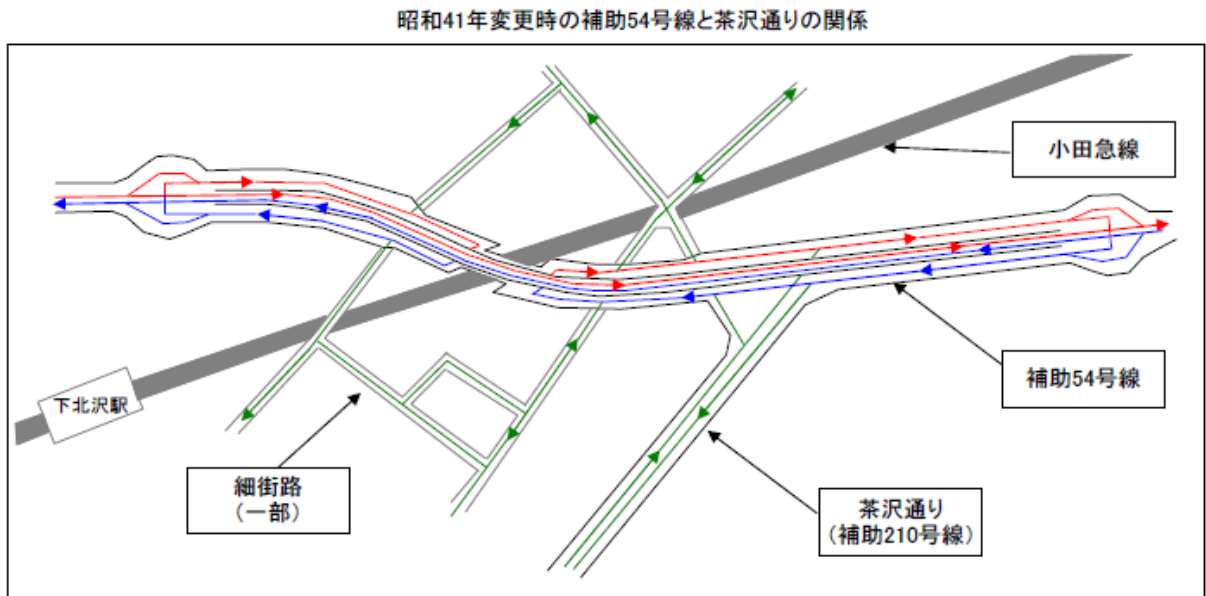 昭和41年変更時の補助54号線と茶沢通りの関係
小田急線
補助54号線
下北沢駅
細街路
(一部)
茶沢通り
(補助210号線)